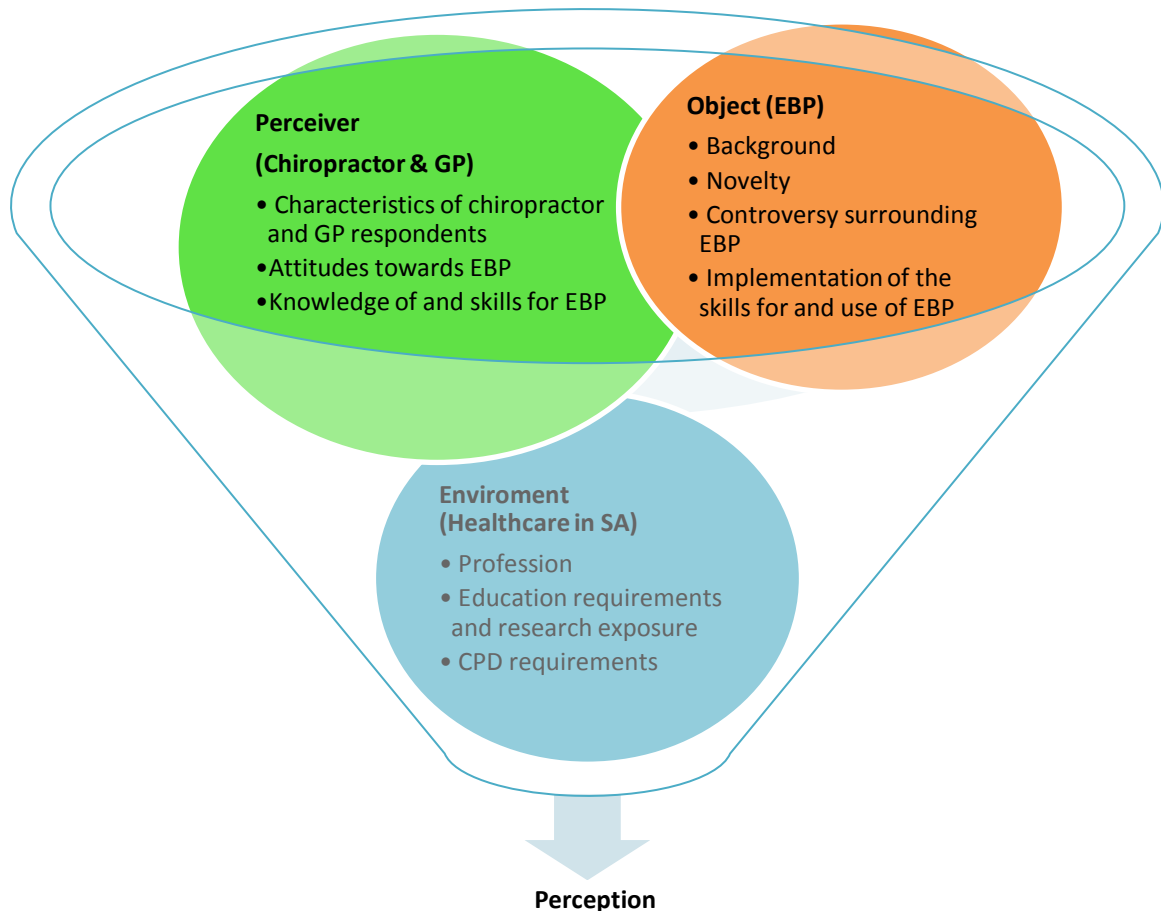 Perceiver
(Chiropractor & GP)
• Characteristics of chiropractor
and GP respondents
•Attitudes towards EBP
•Knowledge of and skills for EBP
Object (EBP)
• Background
• Novelty
• Controversy surrounding
EBP
• Implementation of the
skills for and use of EBP
Enviroment
(Healthcare in SA)
• Profession
• Education requirements
and research exposure
• CPD requirements
Perception